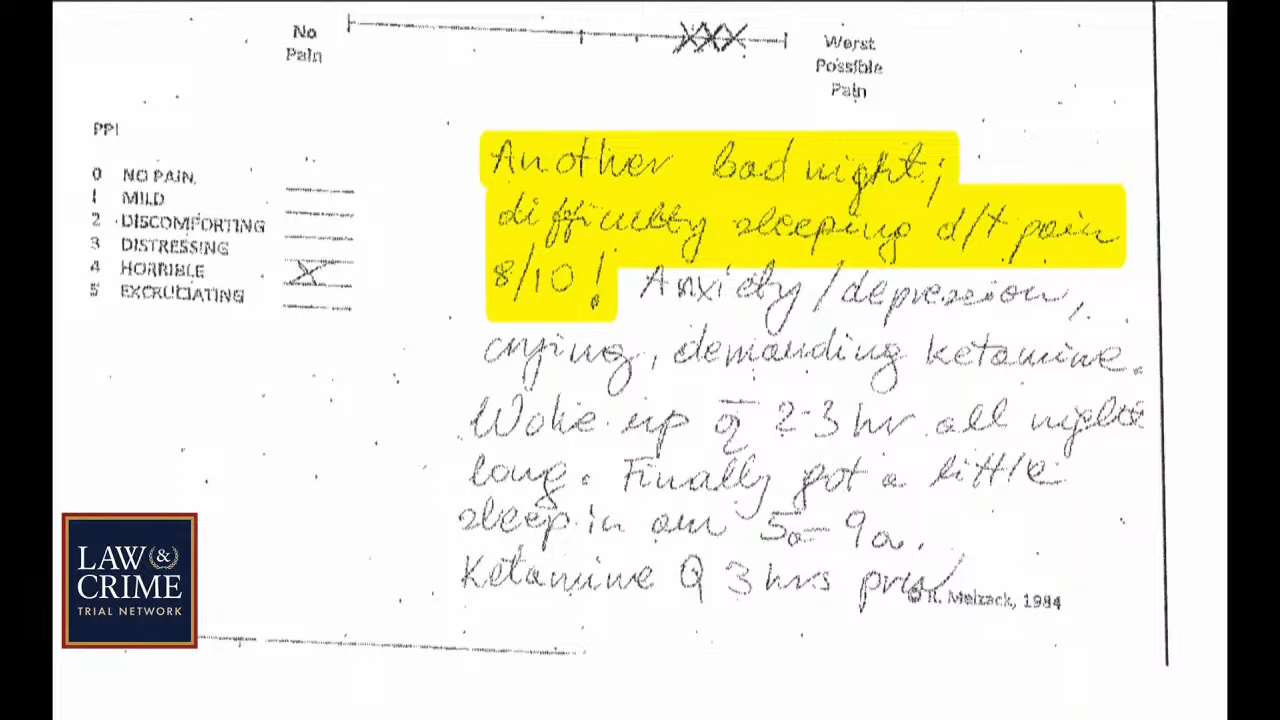 No
Pain
Worst
Possible
Pain
PPI
0 NO PAIN
1 MILD
2 DISCOMFORTING
3 DISTRESSING
4 HORRIBLE X
5 EXCRUCIATING
Another bad night;
difficulty sleeping d/t pain
8/10! Anxiety/depression,
crying, demanding ketamine.
Woke up q̅ 2-3 hr all night
long. Finally got a little
sleep in am 5a-9a.
Ketamine Q 3 hrs prn
© R. Melzack, 1984
LAW &
CRIME
TRIAL NETWORK